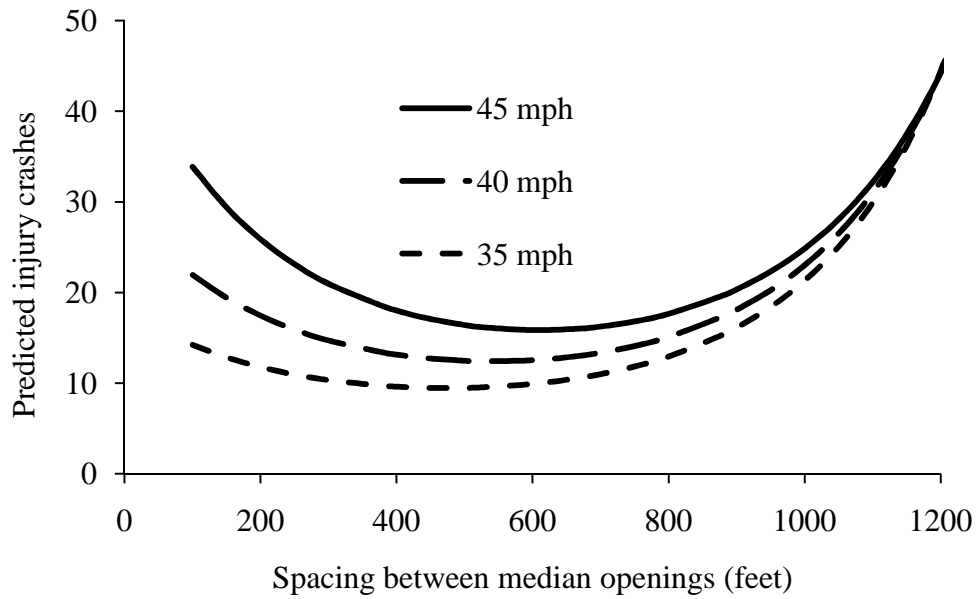 50
40
30
20
10
0
Predicted injury crashes
45 mph
40 mph
35 mph
0 200 400 600 800 1000 1200
Spacing between median openings (feet)